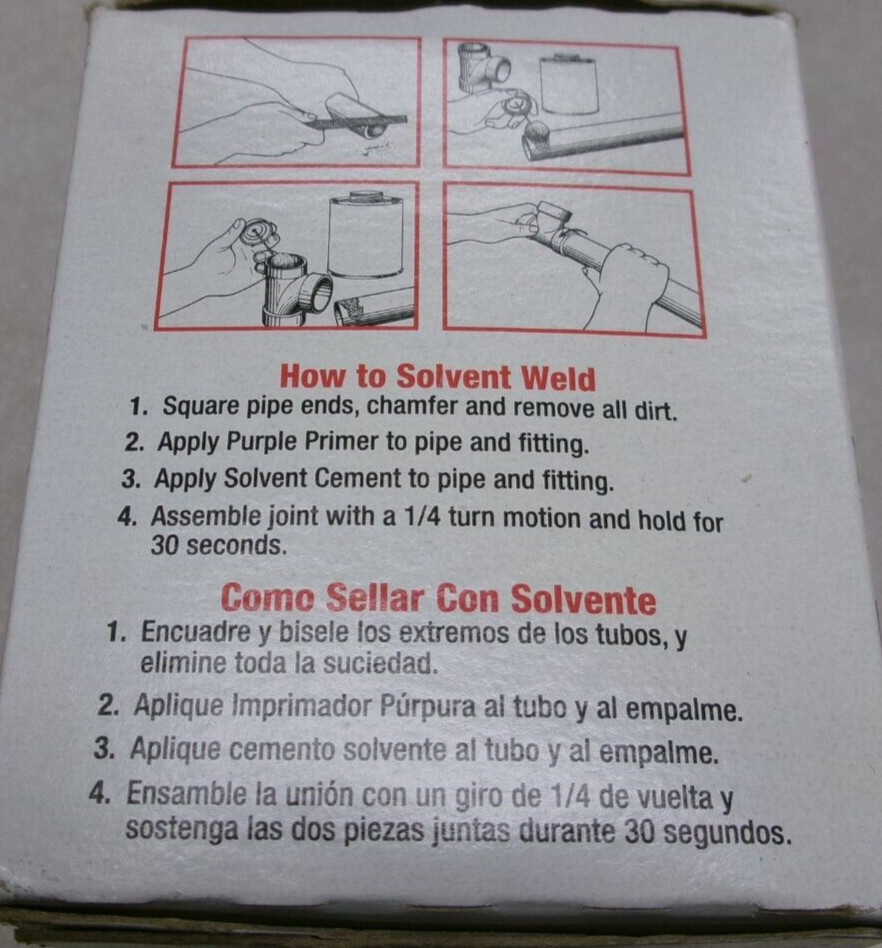 How to Solvent Weld
1. Square pipe ends, chamfer and remove all dirt.
2. Apply Purple Primer to pipe and fitting.
3. Apply Solvent Cement to pipe and fitting.
4. Assemble joint with a 1/4 turn motion and hold for
30 seconds.
Como Sellar Con Solvente
1. Encuadre y bisele los extremos de los tubos, y
elimine toda la suciedad.
2. Aplique Imprimador Púrpura al tubo y al empalme.
3. Aplique cemento solvente al tubo y al empalme.
4. Ensamble la unión con un giro de 1/4 de vuelta y
sostenga las dos piezas juntas durante 30 segundos.